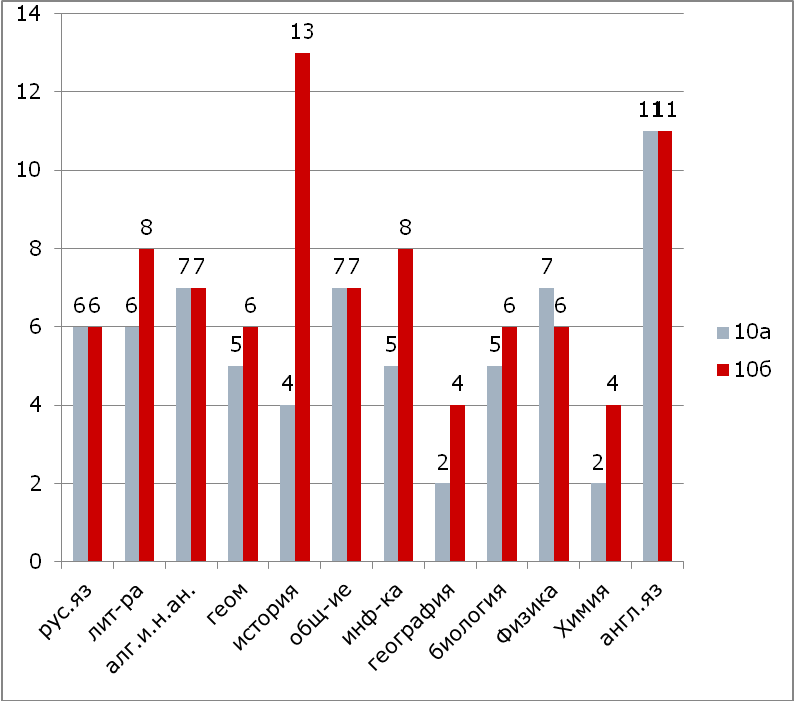 14
12
10
8
6
4
2
0
6 6
6 8
7 7
5 6
4 13
7 7
5 8
2 4
5 6
7 6
2 4
11 11
рус.яз
лит-ра
алг.и.н.ан.
геом
история
общ-ие
инф-ка
география
биология
Физика
Химия
англ.яз
10а
10б